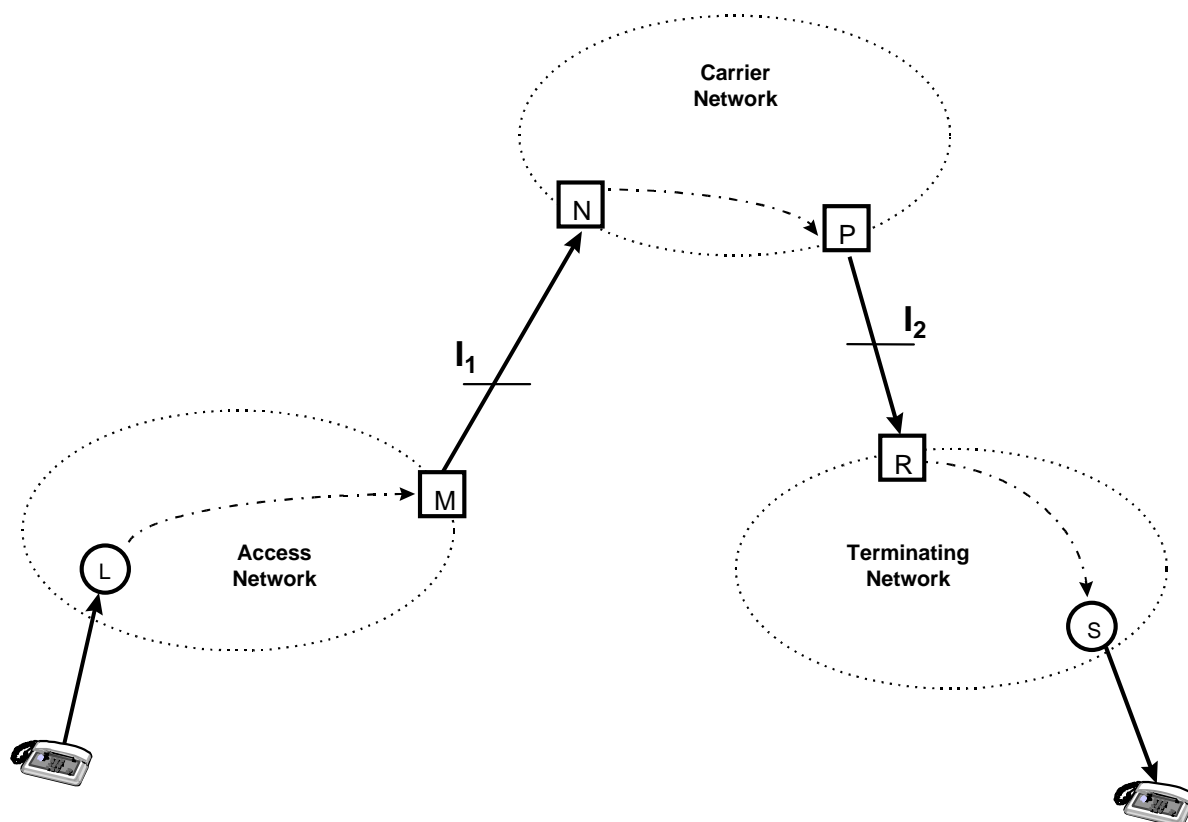 Carrier
Network
N
P
I₂
I₁
R
M
Access
Network
Terminating
Network
L
S